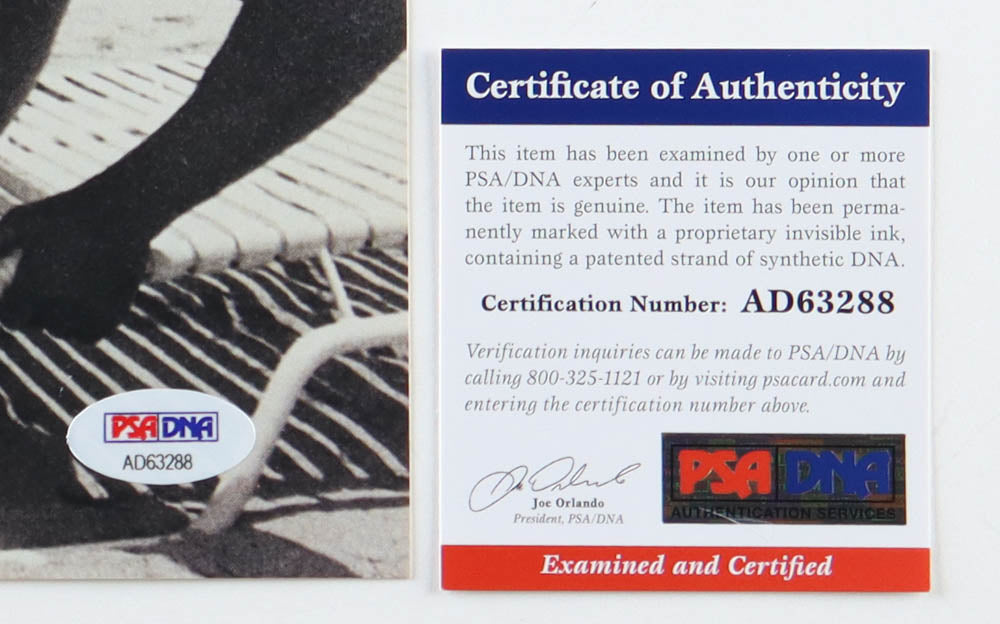 Certificate of Authenticity
This item has been examined by one or more
PSA/DNA experts and it is our opinion that
the item is genuine. The item has been perma-
nently marked with a proprietary invisible ink,
containing a patented strand of synthetic DNA.
Certification Number: AD63288
Verification inquiries can be made to PSA/DNA by
calling 800-325-1121 or by visiting psacard.com and
entering the certification number above.
Joe Orlando
President, PSA/DNA
PSA DNA
AUTHENTICATION SERVICES
Examined and Certified
PSA DNA
AD63288